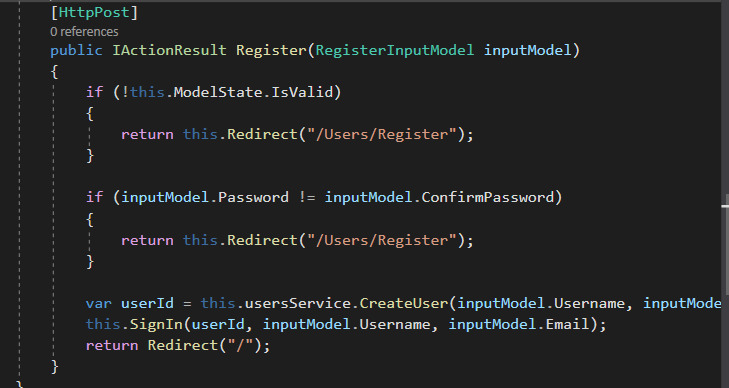 [HttpPost]
0 references
public IActionResult Register(RegisterInputModel inputModel)
{
if (!this.ModelState.IsValid)
{
return this.Redirect("/Users/Register");
}
if (inputModel.Password != inputModel.ConfirmPassword)
{
return this.Redirect("/Users/Register");
}
var userId = this.usersService.CreateUser(inputModel.Username, inputMode
this.SignIn(userId, inputModel.Username, inputModel.Email);
return Redirect("/");
}
}